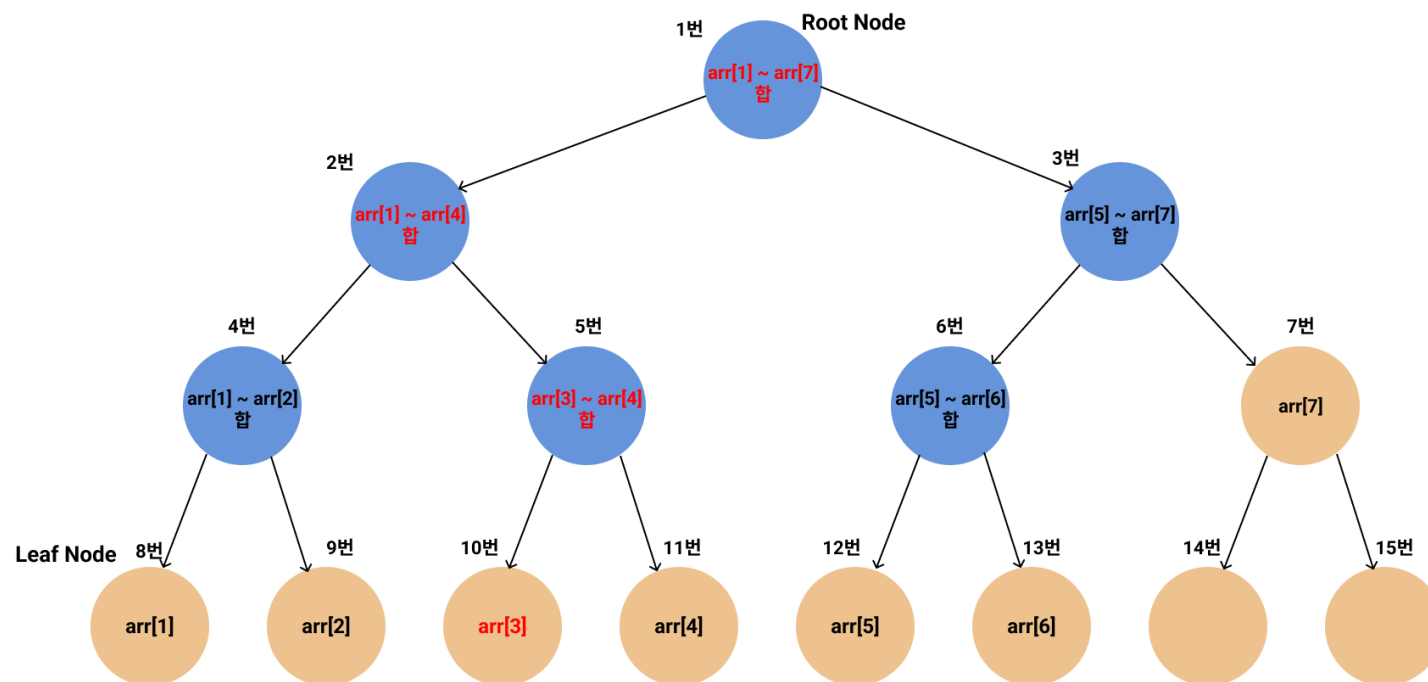 Root Node
1번
arr[1] ~ arr[7]
합
2번
3번
arr[1] ~ arr[4]
합
arr[5] ~ arr[7]
합
4번
5번
6번
7번
arr[1] ~ arr[2]
합
arr[3] ~ arr[4]
합
arr[5] ~ arr[6]
합
arr[7]
Leaf Node
8번
9번
10번
11번
12번
13번
14번
15번
arr[1]
arr[2]
arr[3]
arr[4]
arr[5]
arr[6]